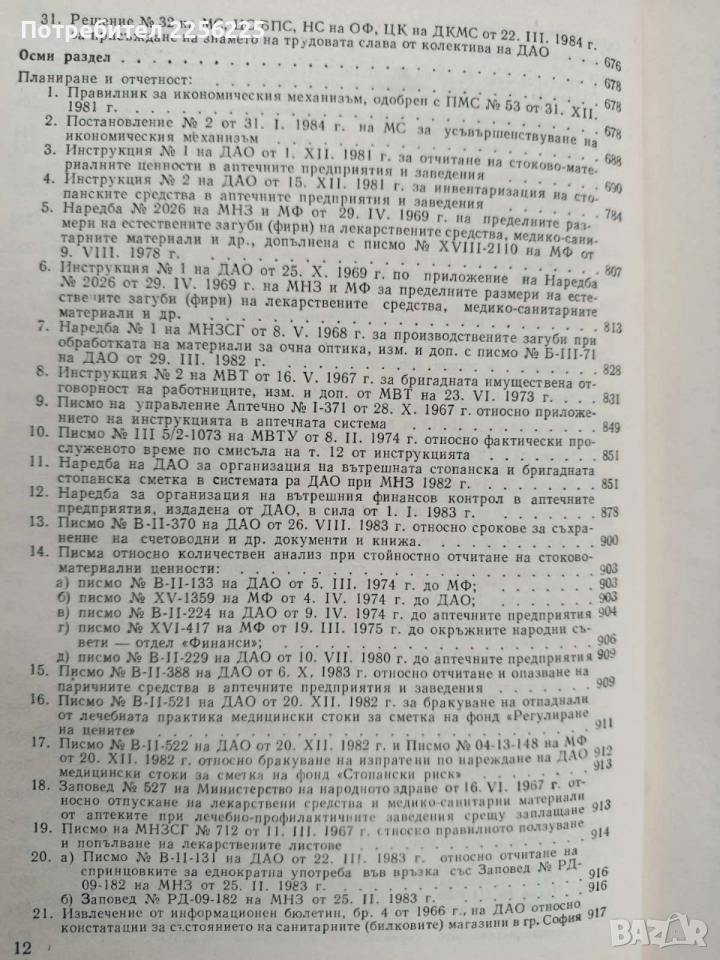 Потребител 2256256225
31. Решение № 32 МС, ЦС БПС, НС на ОФ, ЦК на ДКМС от 22. III. 1984 г.
за присъждане на знамето на трудовата слава от колектива на ДАО 676
Осми раздел 678
Планиране и отчетност: 678
1. Правилник за икономическия механизъм, одобрен с ПМС № 53 от 31. XII.
1981 г. 678
2. Постановление № 2 от 31. I. 1984 г. на МС за усъвършенствуване на
икономическия механизъм 688
3. Инструкция № 1 на ДАО от 1. XII. 1981 г. за отчитане на стоково-мате-
риалните ценности в аптечните предприятия и заведения 690
4. Инструкция № 2 на ДАО от 15. XII. 1981 г. за инвентаризация на сто-
панските средства в аптечните предприятия и заведения 784
5. Наредба № 2026 на МНЗ и МФ от 29. IV. 1969 г. на пределните раз-
мери на естествените загуби (фири) на лекарствените средства, медико-сани-
тарните материали и др., допълнена с писмо № XVIII-2110 на МФ от
9. VIII. 1978 г. 807
6. Инструкция № 1 на ДАО от 25. X. 1969 г. по приложение на Наредба
№ 2026 от 29. IV. 1969 г. на МНЗ и МФ за пределните размери на есте-
ствените загуби (фири) на лекарствените средства, медико-санитарните
материали и др. 813
7. Наредба № 1 на МНЗСГ от 8. V. 1968 г. за производствените загуби при
обработката на материали за очна оптика, изм. и доп. с писмо № Б-III-71
на ДАО от 29. III. 1982 г. 828
8. Инструкция № 2 на МВТ от 16. V. 1967 г. за бригадната имуществена от-
говорност на работниците, изм. и доп. от МВТ на 23. VI. 1973 г. 831
9. Писмо на управление Аптечно № I-371 от 28. X. 1967 г. относно приложе-
нието на инструкцията в аптечната система 849
10. Писмо № III 5/2-1073 на МВТУ от 8. II. 1974 г. относно фактически про-
служеното време по смисъла на т. 12 от инструкцията 851
11. Наредба на ДАО за организация на вътрешната стопанска и бригадната
стопанска сметка в системата ра ДАО при МНЗ 1982 г. 851
12. Наредба за организация на вътрешния финансов контрол в аптечните
предприятия, издадена от ДАО, в сила от 1. I. 1983 г. 878
13. Писмо № В-II-370 на ДАО от 26. VIII. 1983 г. относно срокове за съхра-
нение на счетоводни и др. документи и книжа. 900
14. Писма относно количествен анализ при стойностно отчитане на стоково-
материални ценности: 903
а) писмо № В-II-133 на ДАО от 5. III. 1974 г. до МФ; 903
б) писмо № XV-1359 на МФ от 4. IV. 1974 г. до ДАО; 903
в) писмо № В-II-224 на ДАО от 9. IV. 1974 г. до аптечните предприятия 904
г) писмо № XVI-417 на МФ от 19. III. 1975 г. до окръжните народни съ-
вети — отдел «Финанси»; 906
д) писмо № В-II-229 на ДАО от 10. VII. 1980 г. до аптечните предприятия 909
15. Писмо № В-II-388 на ДАО от 6. X. 1983 г. относно отчитане и опазване на
паричните средства в аптечните предприятия и заведения 909
16. Писмо № В-II-521 на ДАО от 20. XII. 1982 г. за бракуване на отпаднали
от лечебната практика медицински стоки за сметка на фонд «Регулиране
на цените» 911
17. Писмо № В-II-522 на ДАО от 20. XII. 1982 г. и Писмо № 04-13-148 на МФ
от 20. XII. 1982 г. относно бракуване на изпратени по нареждане на ДАО 912
медицински стоки за сметка на фонд «Стопански риск» 913
18. Заповед № 527 на Министерство на народното здраве от 16. VI. 1967 г. от-
носно отпускане на лекарствени средства и медико-санитарни материали
от аптеките при лечебно-профилактичните заведения срещу заплащане 913
19. Писмо на МНЗСГ № 712 от 11. III. 1967 г. относно правилното ползуване
и попълване на лекарствените листове 914
20. а) Писмо № В-II-131 на ДАО от 22. III. 1983 г. относно отчитане на
спринцовките за еднократна употреба във връзка със Заповед № РД-
09-182 на МНЗ от 25. II. 1983 г. 916
б) Заповед № РД-09-182 на МНЗ от 25. II. 1983 г. 916
21. Извлечение от информационен бюлетин, бр. 4 от 1966 г., на ДАО относно
констатации за състоянието на санитарните (билковите) магазини в гр. София 917
12
BAZAR